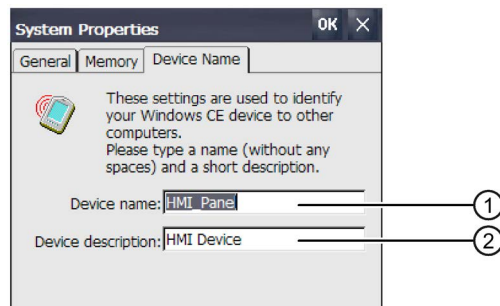 System Properties OK ×
General Memory Device Name
These settings are used to identify
your Windows CE device to other
computers.
Please type a name (without any
spaces) and a short description.
Device name: HMI_Panel ①
Device description: HMI Device ②